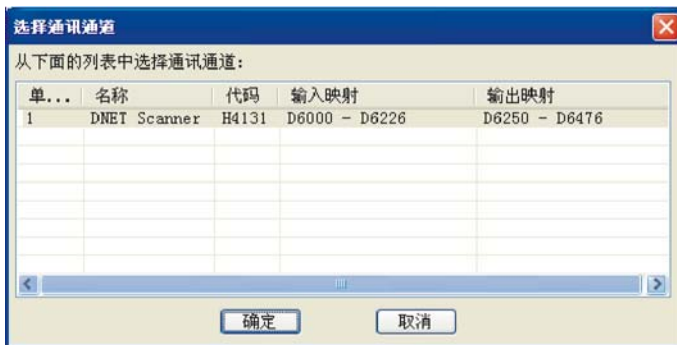 选择通讯通道
从下面的列表中选择通讯通道:
单... 名称 代码 输入映射 输出映射
1 DNET Scanner H4131 D6000 - D6226 D6250 - D6476
确定 取消